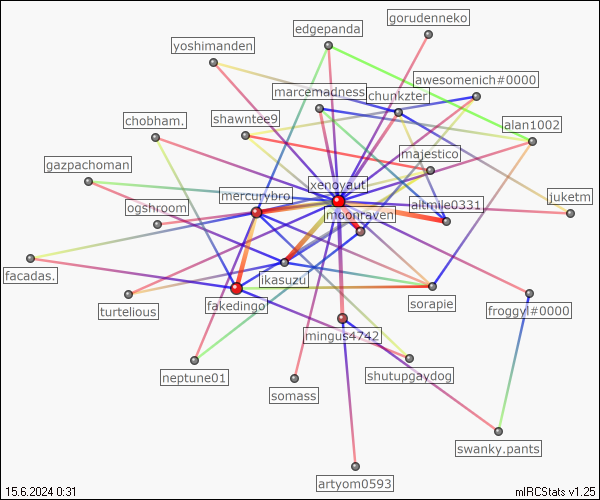 gorudenneko
edgepanda
yoshimanden
awesomenich#0000
marcemadness
chunkzter
shawntee9
alan1002
chobham.
majestico
gazpachoman
xenoyaut
mercuuybro
altmile0331
juketm
ogshroom
moonraven
facadas.
ikasuzu
fakedingo
sorapie
froggyl#0000
turtelious
mingus4742
neptune01
shutupgaydog
somass
swanky.pants
artyom0593
15.6.2024 0:31
mIRCStats v1.25